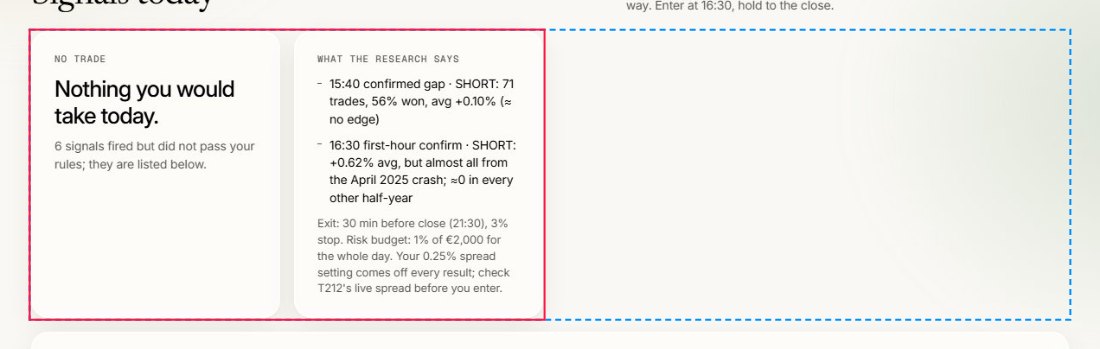 Signals today
way. Enter at 16:30, hold to the close.
NO TRADE
Nothing you would
take today.
6 signals fired but did not pass your
rules; they are listed below.
WHAT THE RESEARCH SAYS
– 15:40 confirmed gap · SHORT: 71
trades, 56% won, avg +0.10% (≈
no edge)
– 16:30 first-hour confirm · SHORT:
+0.62% avg, but almost all from
the April 2025 crash; ≈0 in every
other half-year
Exit: 30 min before close (21:30), 3%
stop. Risk budget: 1% of €2,000 for
the whole day. Your 0.25% spread
setting comes off every result; check
T212's live spread before you enter.